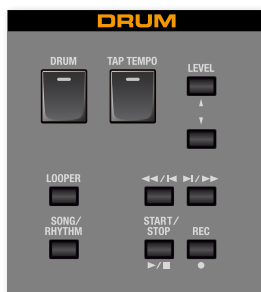 DRUM
DRUM TAP TEMPO
LEVEL
LOOPER
SONG/
RHYTHM
START/
STOP
REC